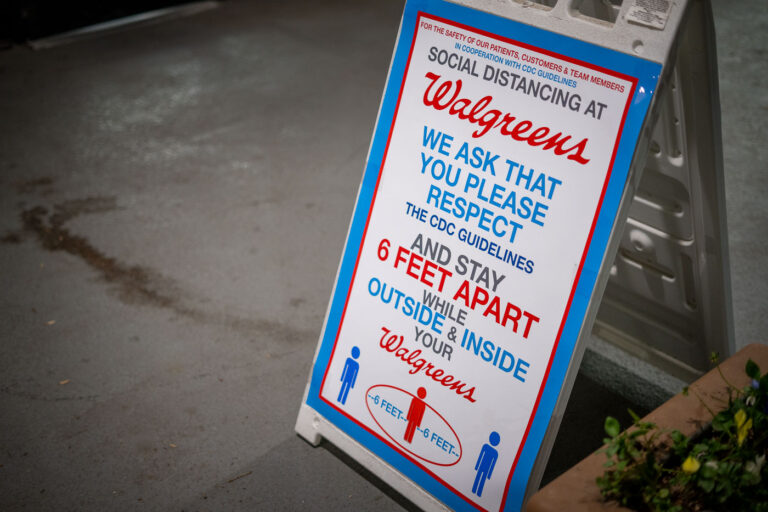 FOR THE SAFETY OF OUR PATIENTS, CUSTOMERS & TEAM MEMBERS
IN COOPERATION WITH CDC GUIDELINES
SOCIAL DISTANCING AT
Walgreens
WE ASK THAT
YOU PLEASE
RESPECT
THE CDC GUIDELINES
AND STAY
6 FEET APART
WHILE
OUTSIDE & INSIDE
YOUR
Walgreens
--6 FEET-- --6 FEET--